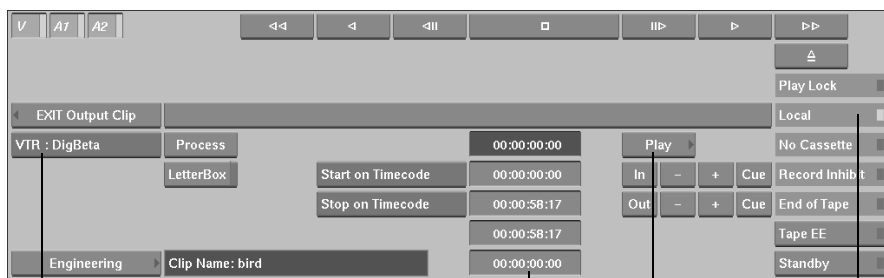 V A1 A2
Play Lock
EXIT Output Clip Local
VTR : DigBeta Process 00:00:00:00 Play No Cassette
LetterBox Start on Timecode 00:00:00:00 In - + Cue Record Inhibit
Stop on Timecode 00:00:58:17 Out - + Cue End of Tape
00:00:58:17 Tape EE
Engineering Clip Name: bird 00:00:00:00 Standby